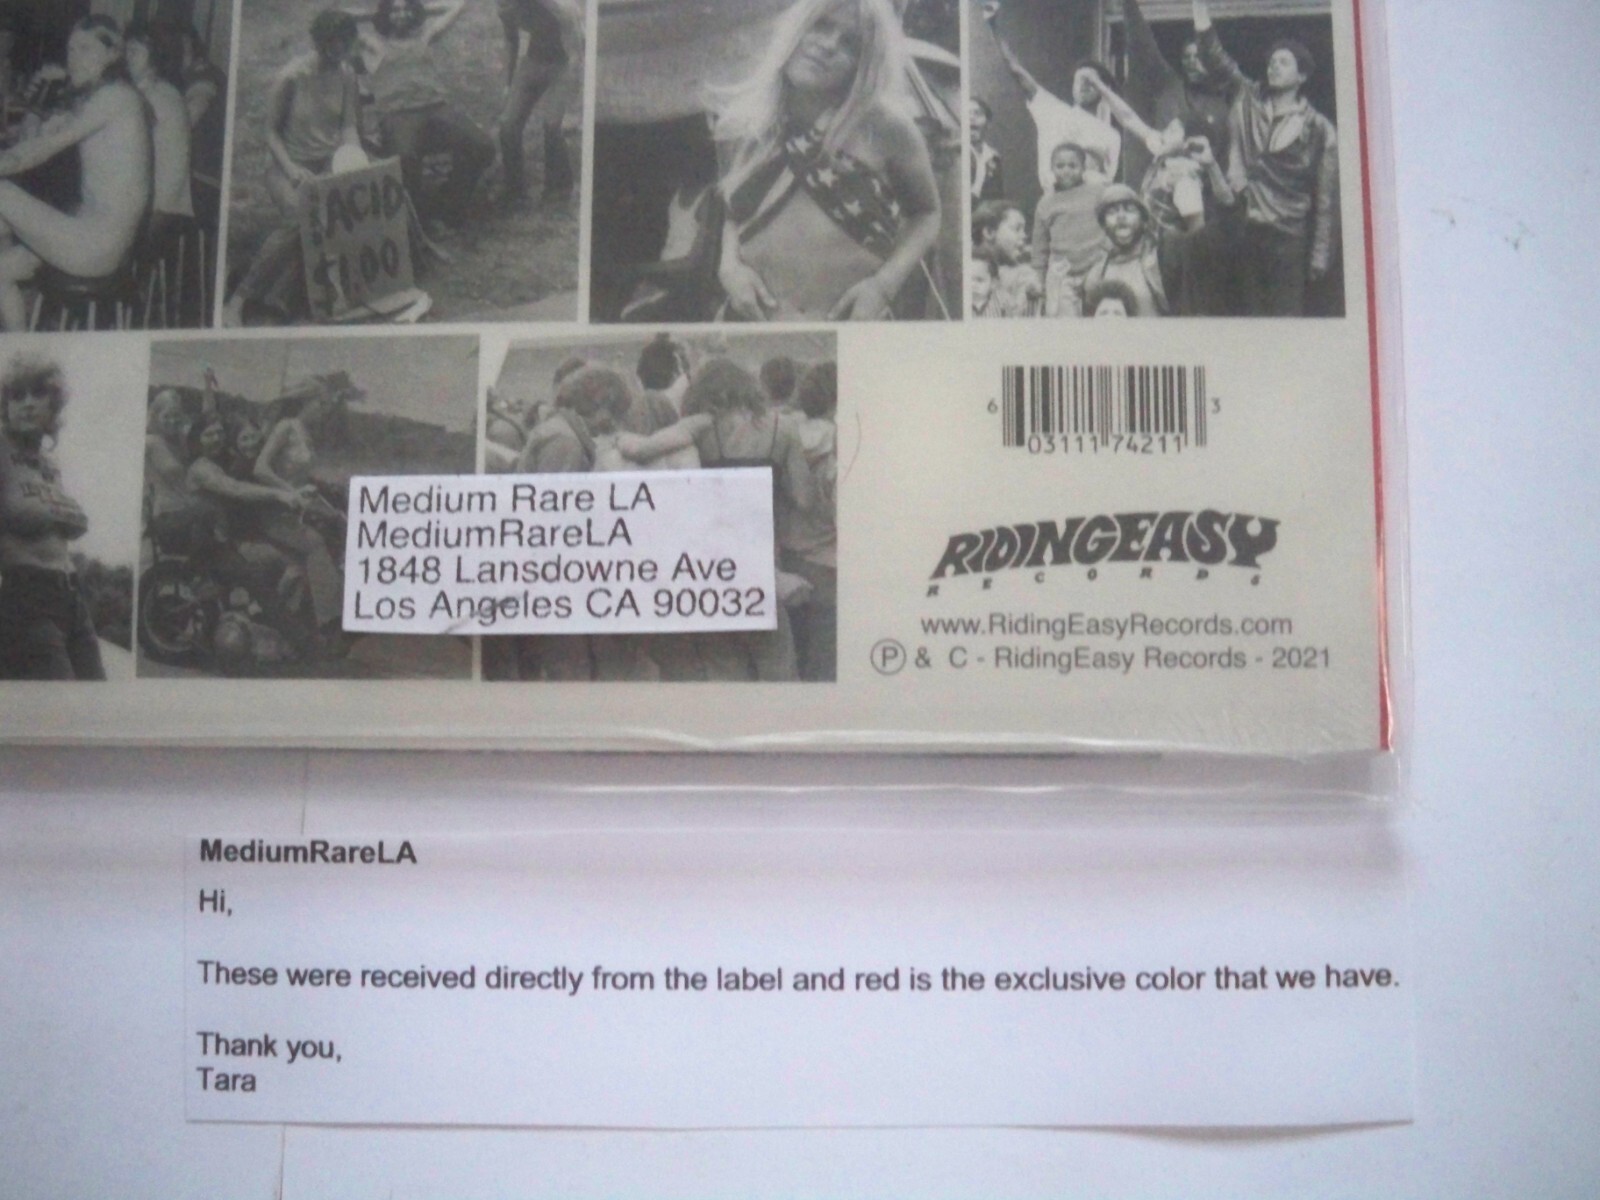 ACID
$1.00
6 03111 74211 3
Medium Rare LA
MediumRareLA
1848 Lansdowne Ave
Los Angeles CA 90032
RIDINGEASY
RECORDS
www.RidingEasyRecords.com
Ⓟ & C - RidingEasy Records - 2021
MediumRareLA
Hi,
These were received directly from the label and red is the exclusive color that we have.
Thank you,
Tara